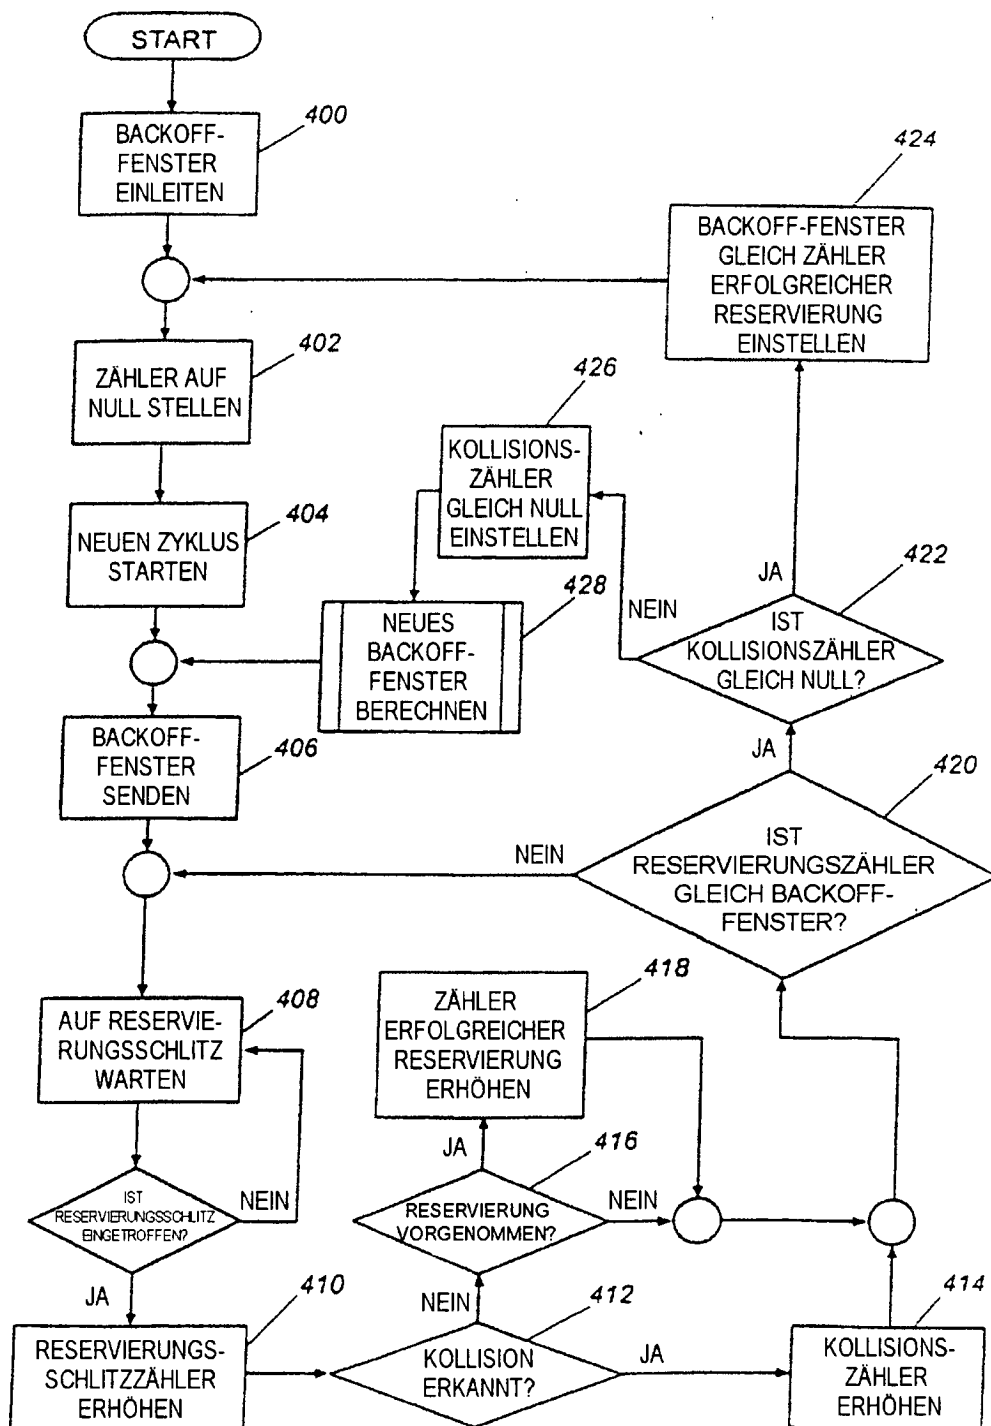 START
BACKOFF-
FENSTER
EINLEITEN
400
424
BACKOFF-FENSTER
GLEICH ZÄHLER
ERFOLGREICHER
RESERVIERUNG
EINSTELLEN
402
ZÄHLER AUF
NULL STELLEN
426
KOLLISIONS-
ZÄHLER
GLEICH NULL
EINSTELLEN
404
NEUEN ZYKLUS
STARTEN
428
NEUES
BACKOFF-
FENSTER
BERECHNEN
NEIN
JA
422
IST
KOLLISIONSZÄHLER
GLEICH NULL?
406
BACKOFF-
FENSTER
SENDEN
JA
420
NEIN
IST
RESERVIERUNGSZÄHLER
GLEICH BACKOFF-
FENSTER?
408
AUF RESERVIE-
RUNGSSCHLITZ
WARTEN
418
ZÄHLER
ERFOLGREICHER
RESERVIERUNG
ERHÖHEN
IST
RESERVIERUNGSSCHLITZ
EINGETROFFEN?
NEIN
JA
416
RESERVIERUNG
VORGENOMMEN?
NEIN
JA
410
RESERVIERUNGS-
SCHLITZZÄHLER
ERHÖHEN
NEIN
412
KOLLISION
ERKANNT?
JA
414
KOLLISIONS-
ZÄHLER
ERHÖHEN